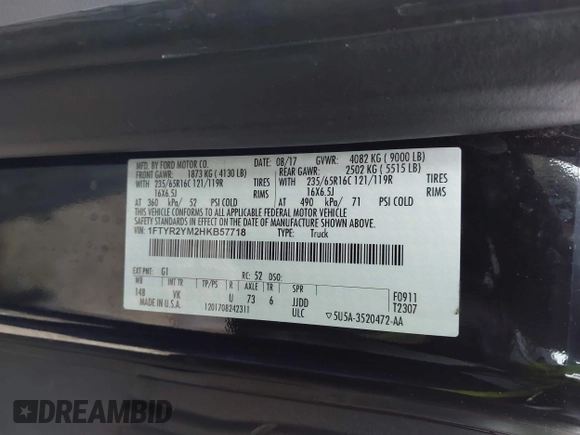 MFD. BY FORD MOTOR CO. DATE: 08/17 GVWR: 4082 KG ( 9000 LB)
FRONT GAWR: 1873 KG ( 4130 LB) REAR GAWR: 2502 KG ( 5515 LB)
WITH 235/65R16C 121/119R TIRES WITH 235/65R16C 121/119R TIRES
16X6.5J RIMS 16X6.5J RIMS
AT 360 kPa/ 52 PSI COLD AT 490 kPa/ 71 PSI COLD
THIS VEHICLE CONFORMS TO ALL APPLICABLE FEDERAL MOTOR VEHICLE
SAFETY STANDARDS IN EFFECT ON THE DATE OF MANUFACTURE SHOWN ABOVE.
VIN: 1FTYR2YM2HKB57718 TYPE: Truck
EXT PNT: G1 RC: 52 DSO:
WB BRK INT TR TP/PS R AXLE TR SPR
148 VK U 73 6 JJDD F0911
MADE IN U.S.A. 1201708242311 ULC T2307
▽5U5A-3520472-AA
DREAMBID